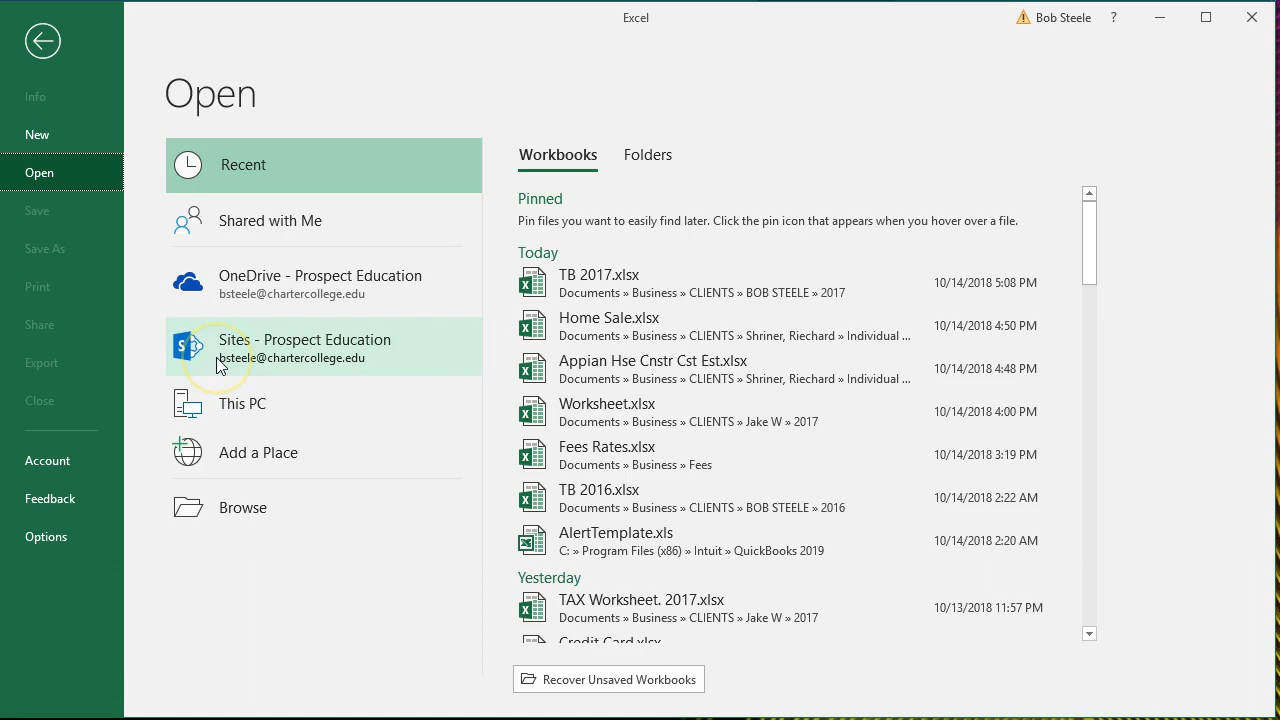 Excel
Bob Steele
?
Info
New
Open
Save
Save As
Print
Share
Export
Close
Account
Feedback
Options
Open
Recent
Shared with Me
OneDrive - Prospect Education
bsteele@chartercollege.edu
Sites - Prospect Education
bsteele@chartercollege.edu
This PC
Add a Place
Browse
Workbooks Folders
Pinned
Pin files you want to easily find later. Click the pin icon that appears when you hover over a file.
Today
TB 2017.xlsx
Documents » Business » CLIENTS » BOB STEELE » 2017
10/14/2018 5:08 PM
Home Sale.xlsx
Documents » Business » CLIENTS » Shriner, Riechard » Individual ...
10/14/2018 4:50 PM
Appian Hse Cnstr Cst Est.xlsx
Documents » Business » CLIENTS » Shriner, Riechard » Individual ...
10/14/2018 4:48 PM
Worksheet.xlsx
Documents » Business » CLIENTS » Jake W » 2017
10/14/2018 4:00 PM
Fees Rates.xlsx
Documents » Business » Fees
10/14/2018 3:19 PM
TB 2016.xlsx
Documents » Business » CLIENTS » BOB STEELE » 2016
10/14/2018 2:22 AM
AlertTemplate.xls
C: » Program Files (x86) » Intuit » QuickBooks 2019
10/14/2018 2:20 AM
Yesterday
TAX Worksheet. 2017.xlsx
Documents » Business » CLIENTS » Jake W » 2017
10/13/2018 11:57 PM
Credit Card.xlsx
Recover Unsaved Workbooks